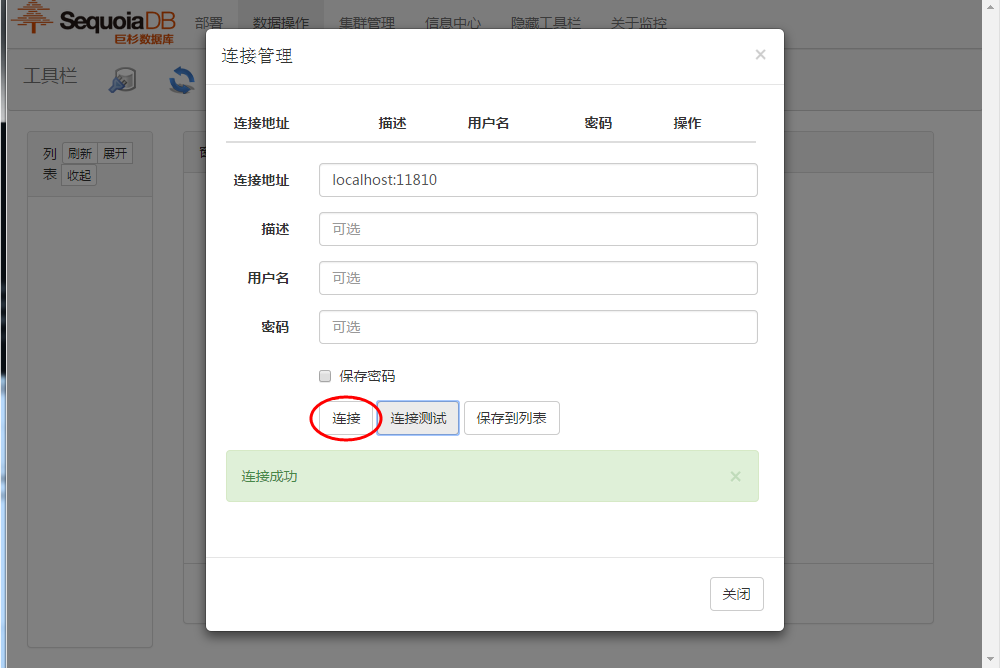 SequoiaDB
巨杉数据库
部署 数据操作 集群管理 信息中心 隐藏工具栏 关于监控
工具栏
列表 刷新 展开
收起
连接管理 ×
连接地址 描述 用户名 密码 操作
连接地址 localhost:11810
描述 可选
用户名 可选
密码 可选
保存密码
连接 连接测试 保存到列表
连接成功 ×
关闭